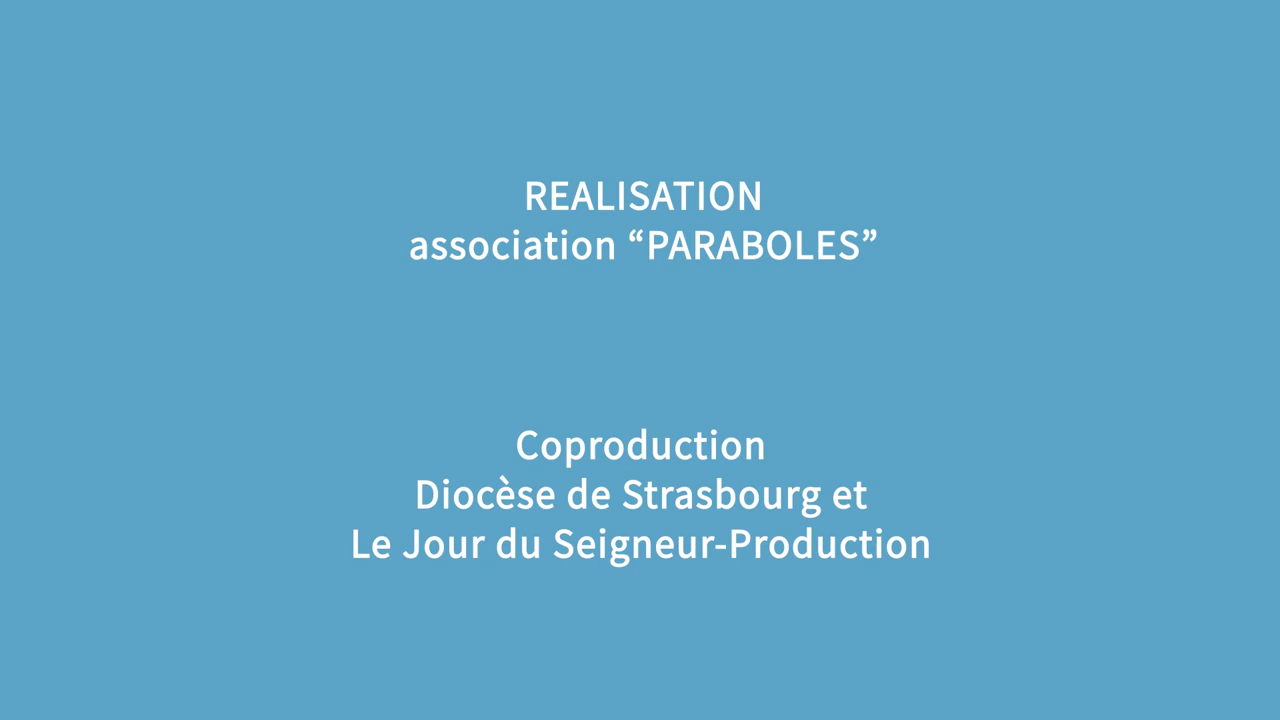 REALISATION
association “PARABOLES”
Coproduction
Diocèse de Strasbourg et
Le Jour du Seigneur-Production